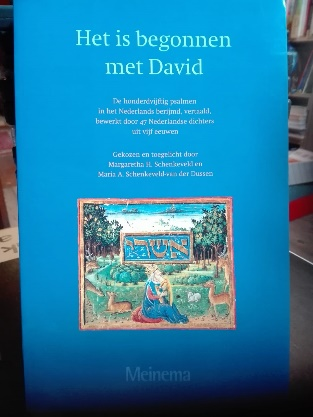 Het is begonnen
met David
De honderdvijftig psalmen
in het Nederlands berijmd, vertaald,
bewerkt door 47 Nederlandse dichters
uit vijf eeuwen
Gekozen en toegelicht door
Margaretha H. Schenkeveld en
Maria A. Schenkeveld-van der Dussen
אשרי
Meinema